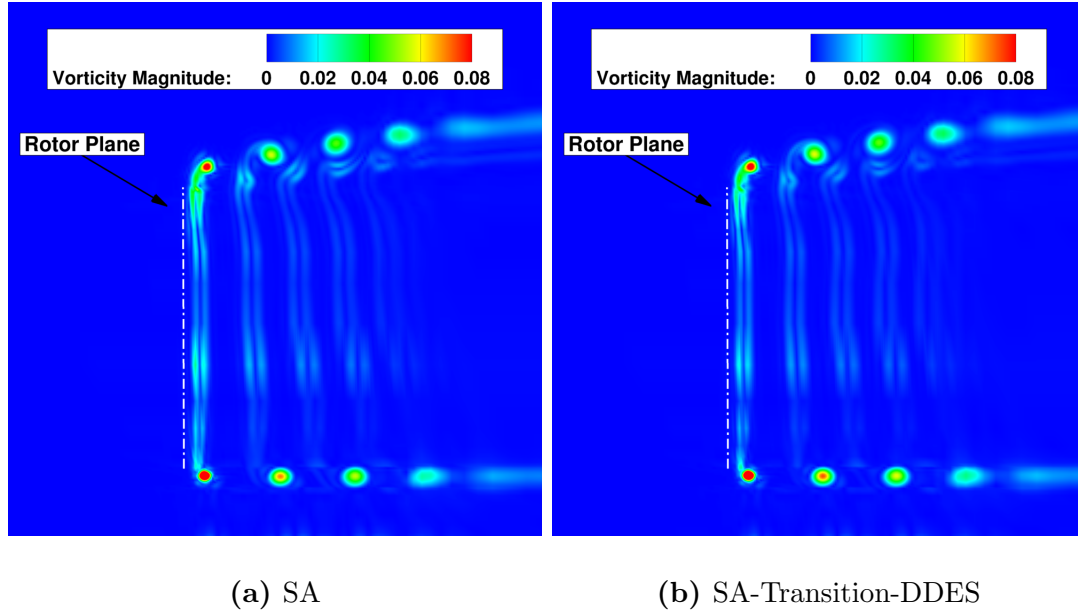 Vorticity Magnitude: 0 0.02 0.04 0.06 0.08
Rotor Plane
(a) SA
Vorticity Magnitude: 0 0.02 0.04 0.06 0.08
Rotor Plane
(b) SA-Transition-DDES